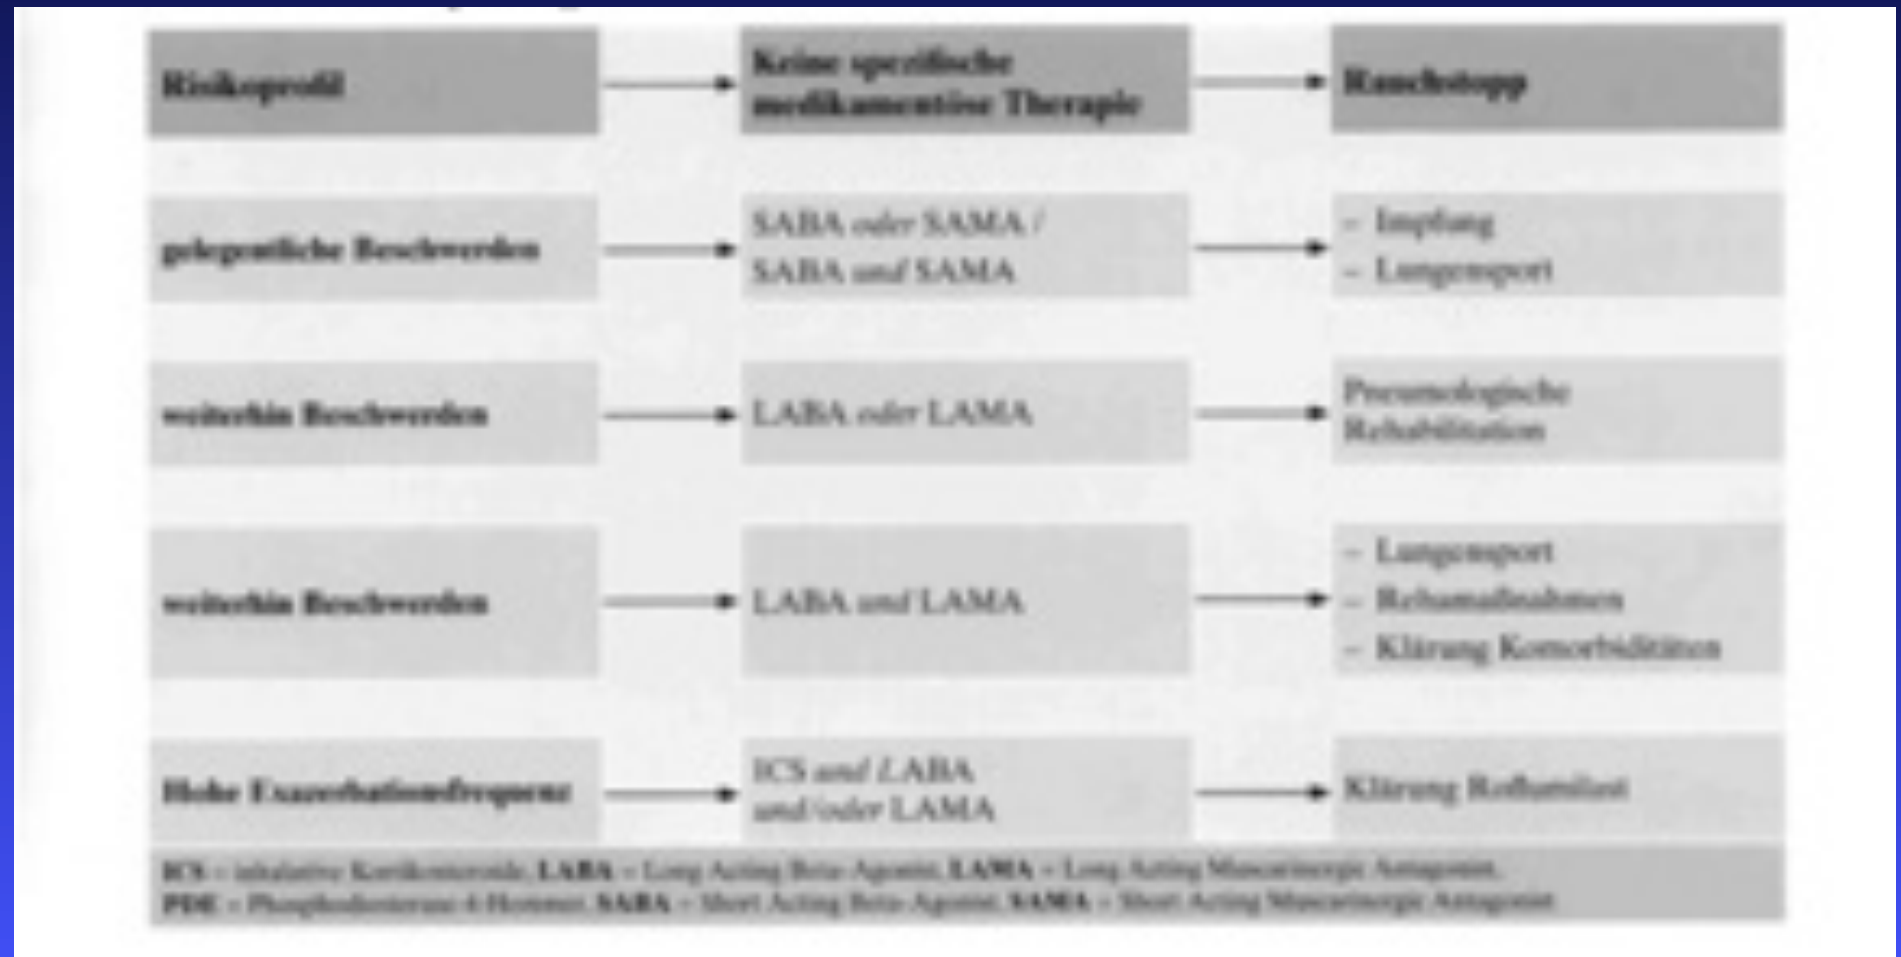 Risikoprofil
Keine spezifische
medikamentöse Therapie
Rauchstopp
gelegentliche Beschwerden
SABA oder SAMA /
SABA und SAMA
– Impfung
– Lungensport
weiterhin Beschwerden
LABA oder LAMA
Pneumologische
Rehabilitation
weiterhin Beschwerden
LABA und LAMA
– Lungensport
– Rehamaßnahmen
– Klärung Komorbiditäten
Hohe Exazerbationsfrequenz
ICS und LABA
und/oder LAMA
Klärung Roflumilast
ICS – inhalative Kortikosteroide, LABA – Long Acting Beta-Agonist, LAMA – Long Acting Muscarinergic Antagonist,
PDE – Phosphodiesterase-4-Hemmer, SABA – Short Acting Beta-Agonist, SAMA – Short Acting Muscarinergic Antagonist